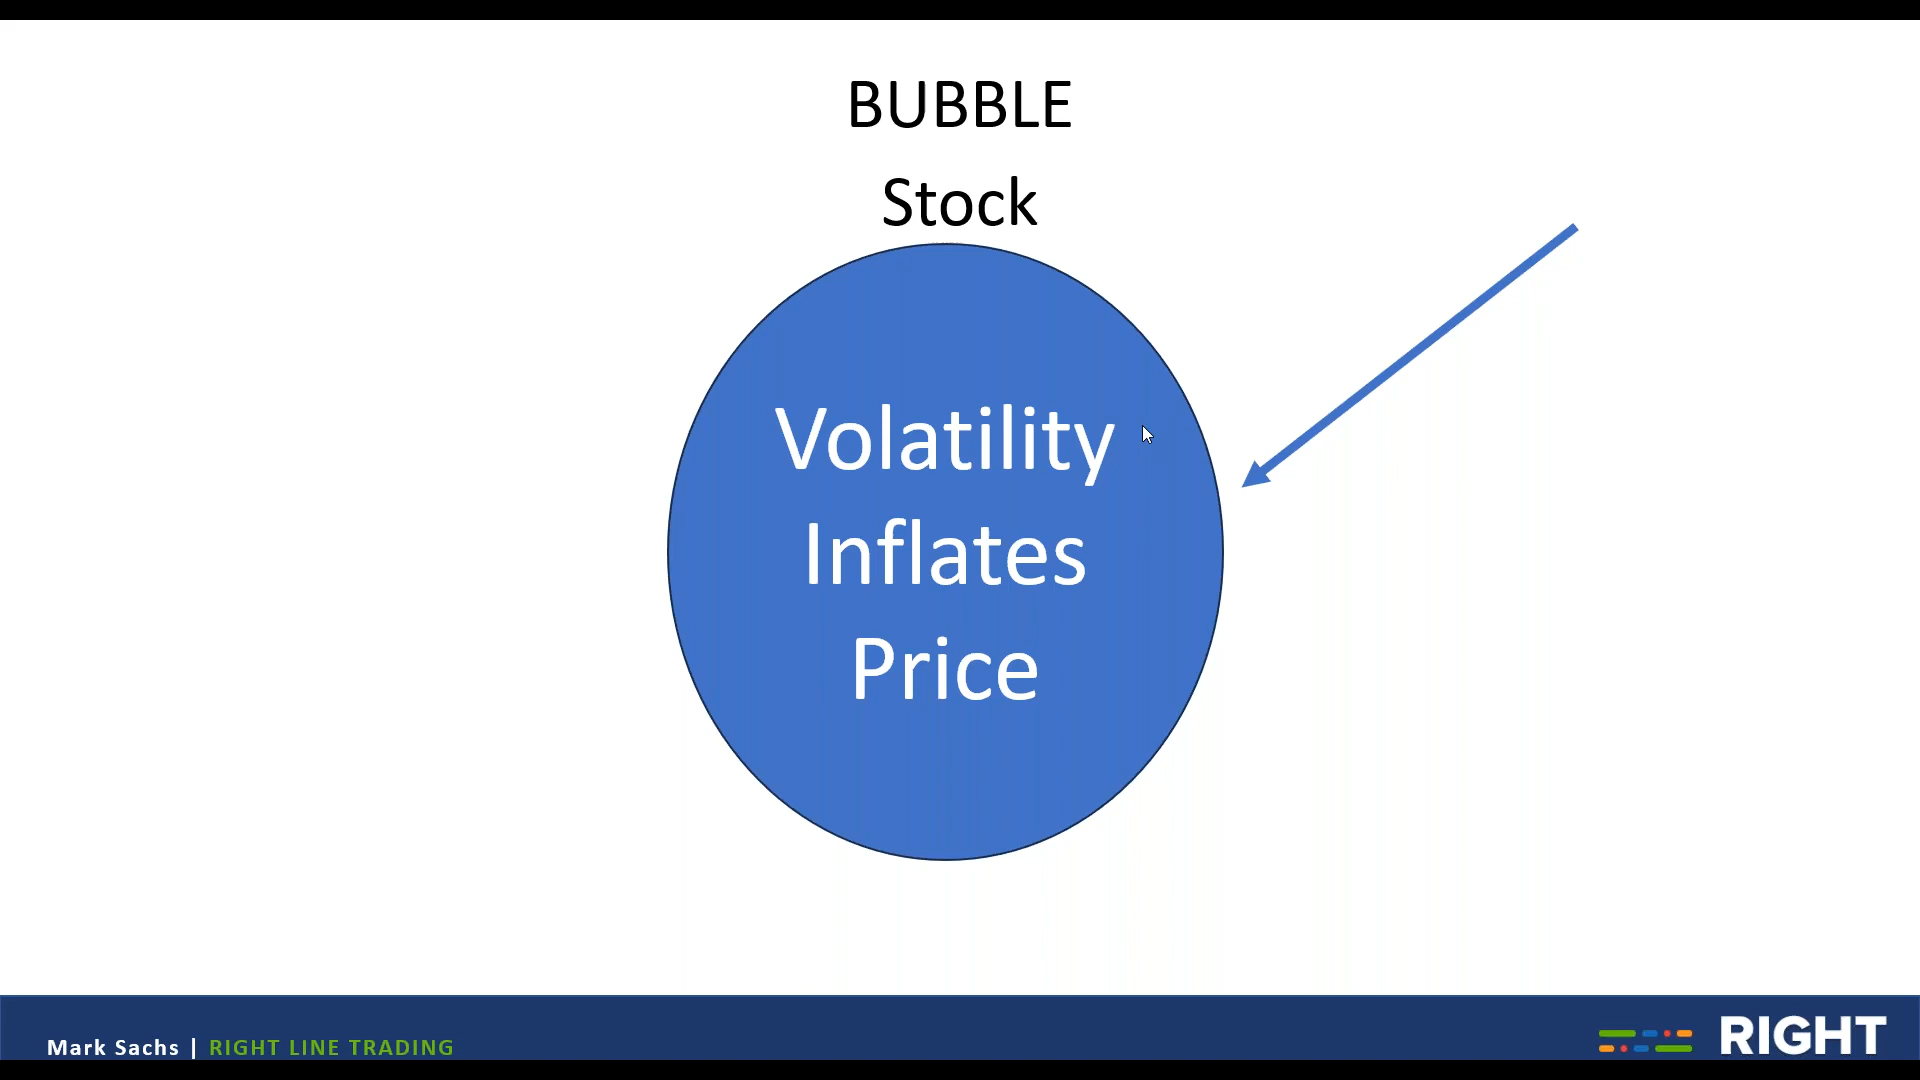 BUBBLE
Stock
Volatility
Inflates
Price
Mark Sachs | RIGHT LINE TRADING
RIGHT